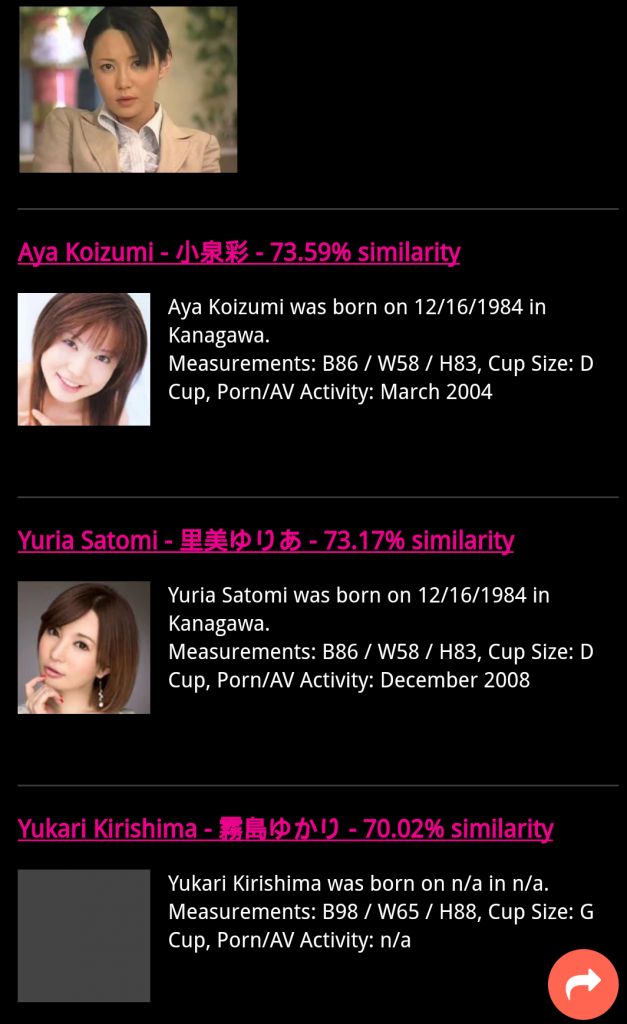 Aya Koizumi - 小泉彩 - 73.59% similarity
Aya Koizumi was born on 12/16/1984 in
Kanagawa.
Measurements: B86 / W58 / H83, Cup Size: D
Cup, Porn/AV Activity: March 2004
Yuria Satomi - 里美ゆりあ - 73.17% similarity
Yuria Satomi was born on 12/16/1984 in
Kanagawa.
Measurements: B86 / W58 / H83, Cup Size: D
Cup, Porn/AV Activity: December 2008
Yukari Kirishima - 霧島ゆかり - 70.02% similarity
Yukari Kirishima was born on n/a in n/a.
Measurements: B98 / W65 / H88, Cup Size: G
Cup, Porn/AV Activity: n/a